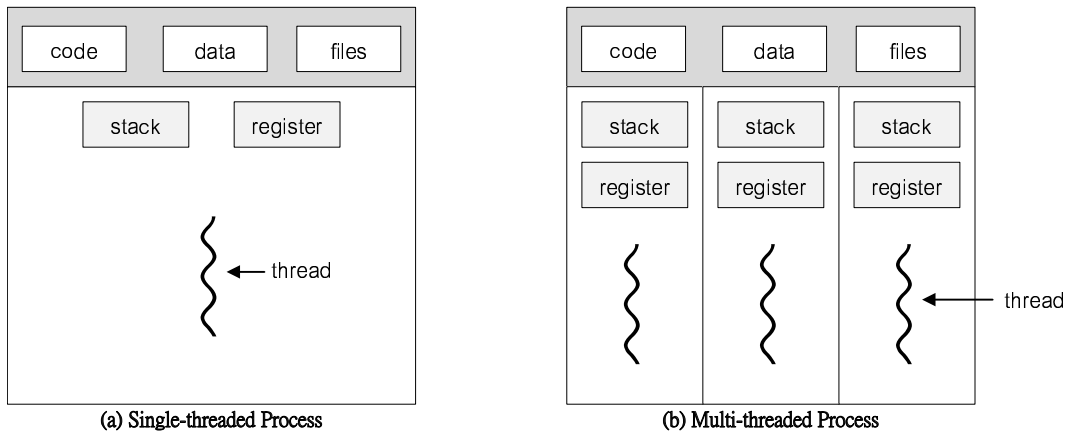 code data files
stack register
thread
(a) Single-threaded Process
code data files
stack stack stack
register register register
thread
(b) Multi-threaded Process